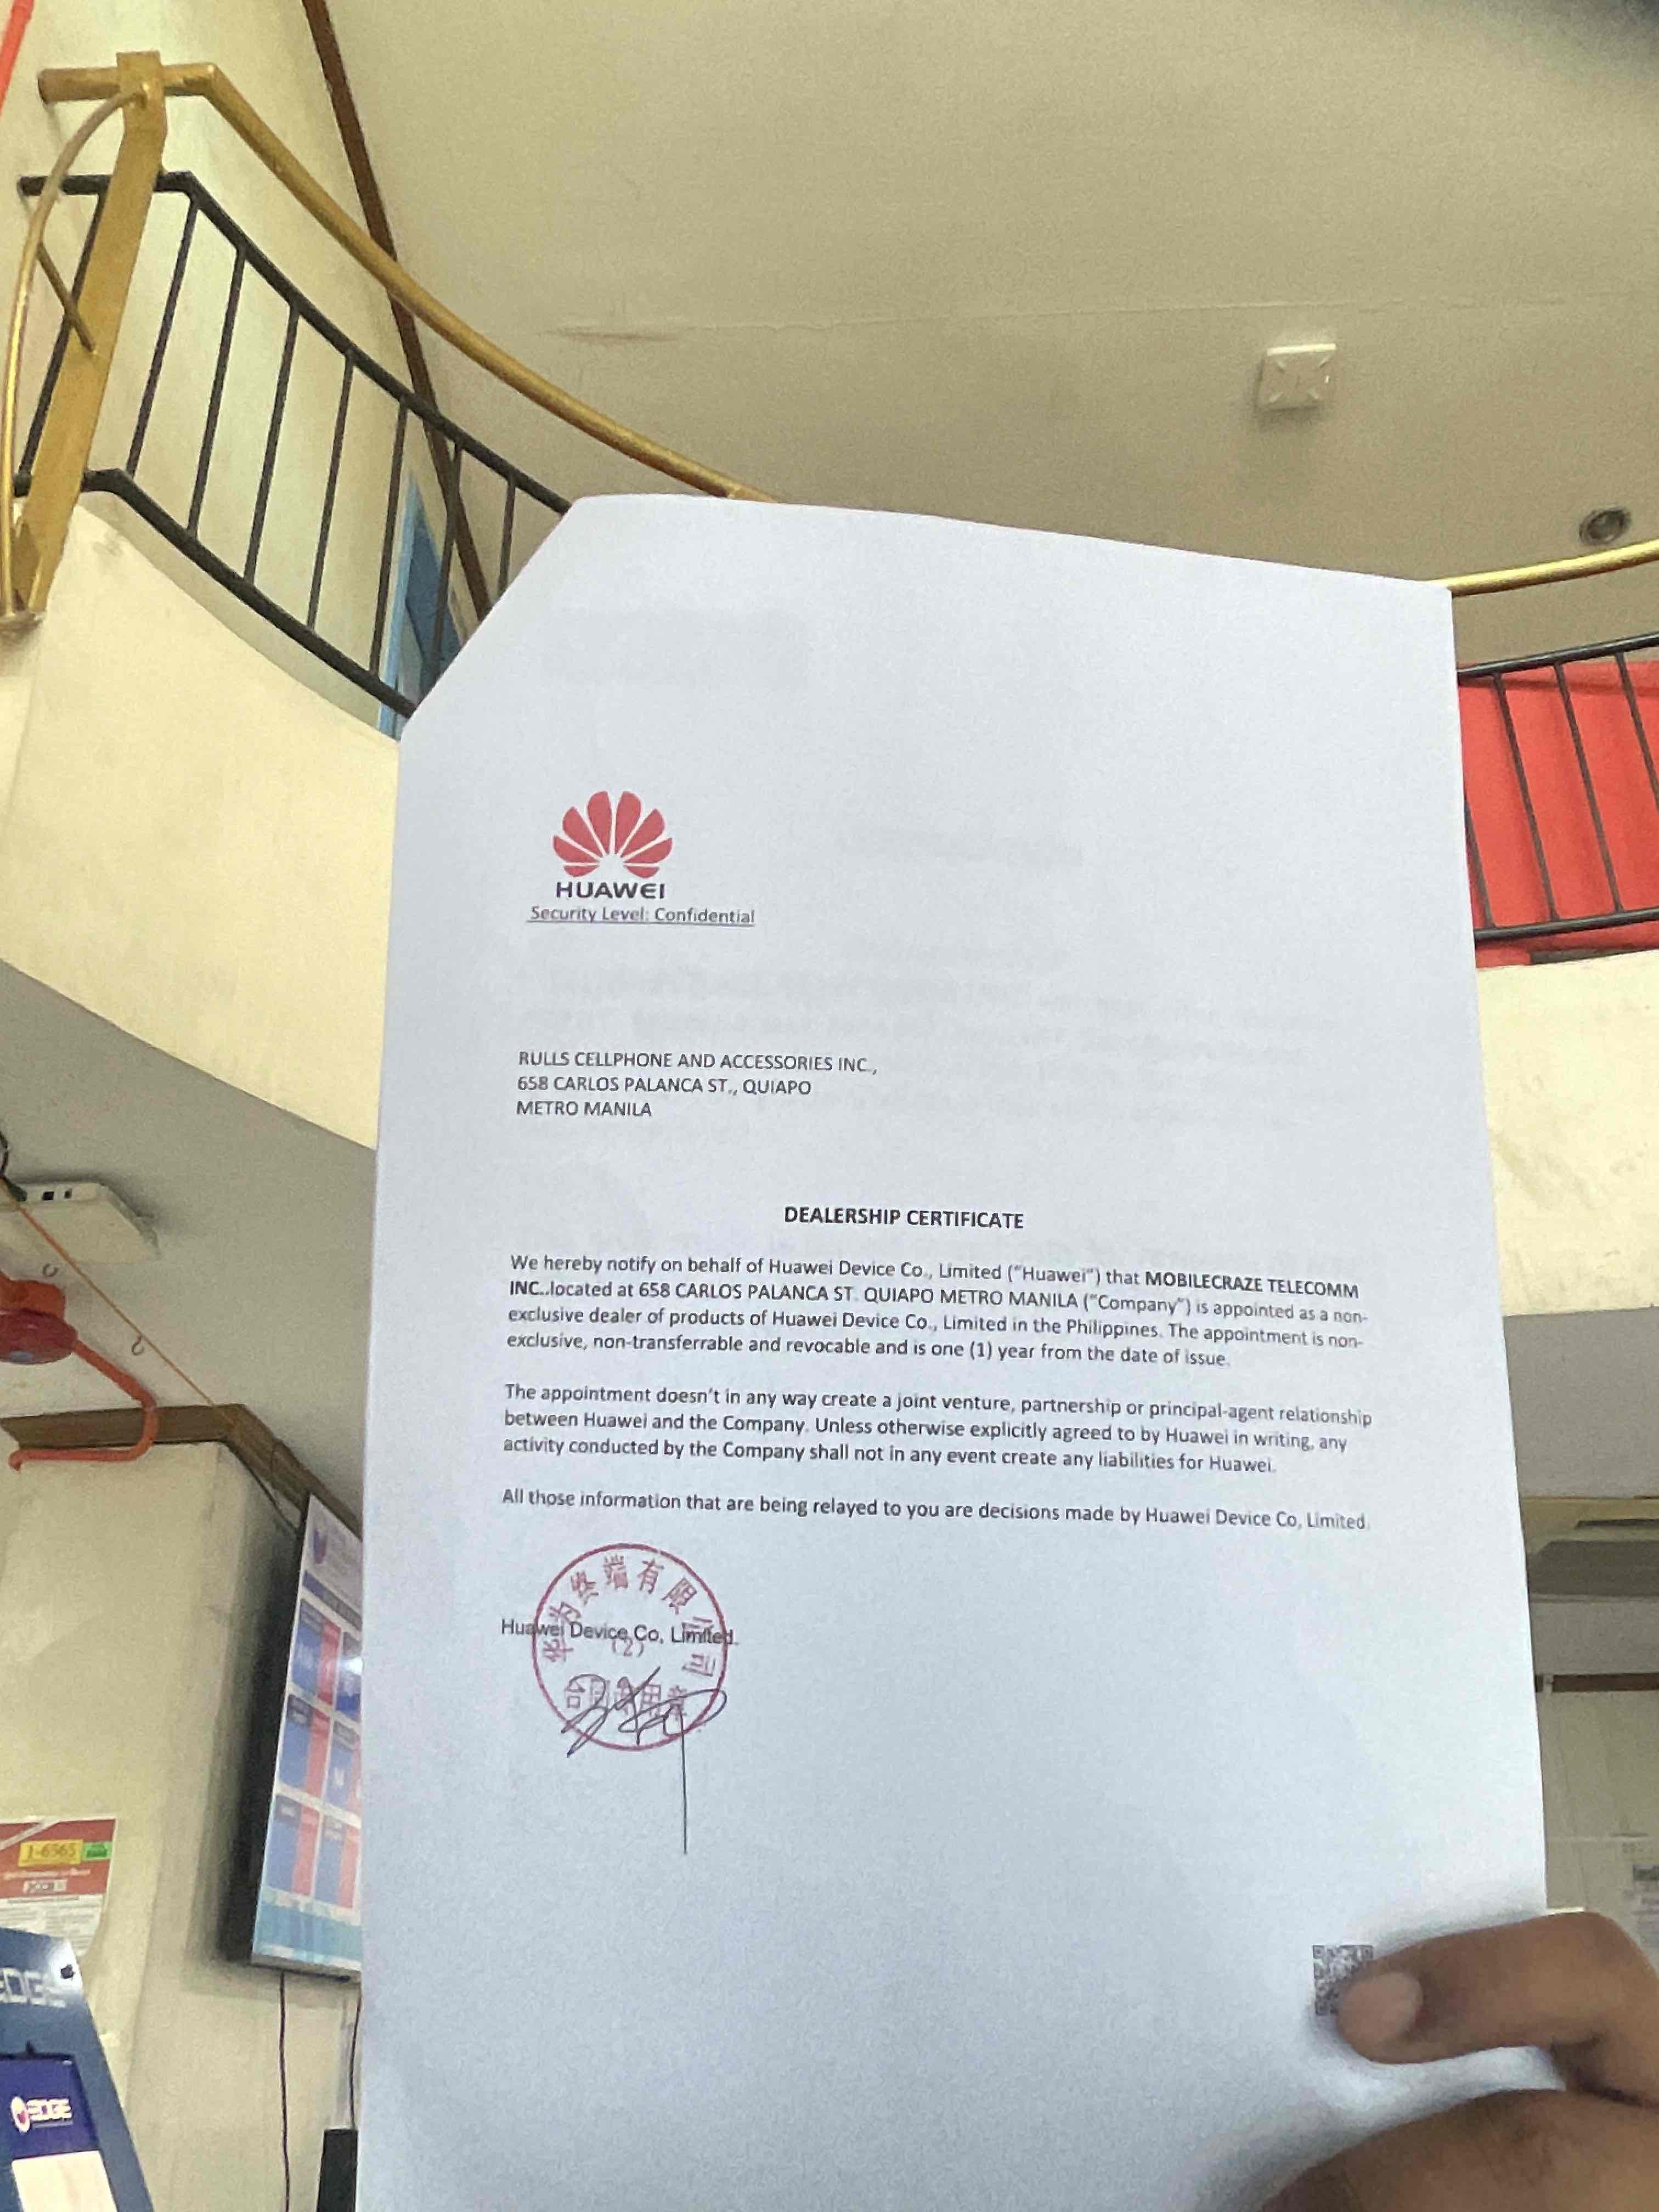 HUAWEI
Security Level: Confidential
RULLS CELLPHONE AND ACCESSORIES INC.,
658 CARLOS PALANCA ST., QUIAPO
METRO MANILA
DEALERSHIP CERTIFICATE
We hereby notify on behalf of Huawei Device Co., Limited ("Huawei") that MOBILECRAZE TELECOMM
INC..located at 658 CARLOS PALANCA ST. QUIAPO METRO MANILA ("Company") is appointed as a non-
exclusive dealer of products of Huawei Device Co., Limited in the Philippines. The appointment is non-
exclusive, non-transferrable and revocable and is one (1) year from the date of issue.
The appointment doesn't in any way create a joint venture, partnership or principal-agent relationship
between Huawei and the Company. Unless otherwise explicitly agreed to by Huawei in writing, any
activity conducted by the Company shall not in any event create any liabilities for Huawei.
All those information that are being relayed to you are decisions made by Huawei Device Co, Limited.
华为终端有限公司
Huawei Device Co, Limited.
(2)
合同专用章
J-6565
EDGE
EDGE